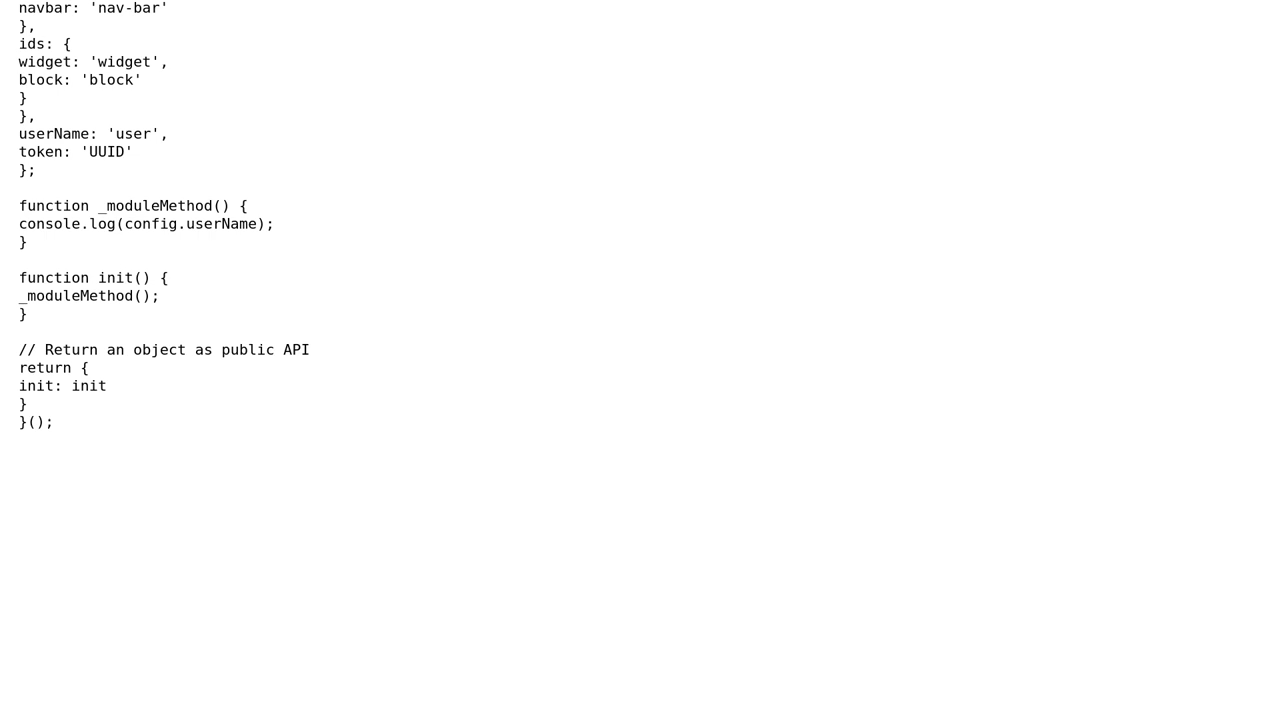 navbar: 'nav-bar'
},
ids: {
widget: 'widget',
block: 'block'
}
},
userName: 'user',
token: 'UUID'
};

function _moduleMethod() {
console.log(config.userName);
}

function init() {
_moduleMethod();
}

// Return an object as public API
return {
init: init
}
}();